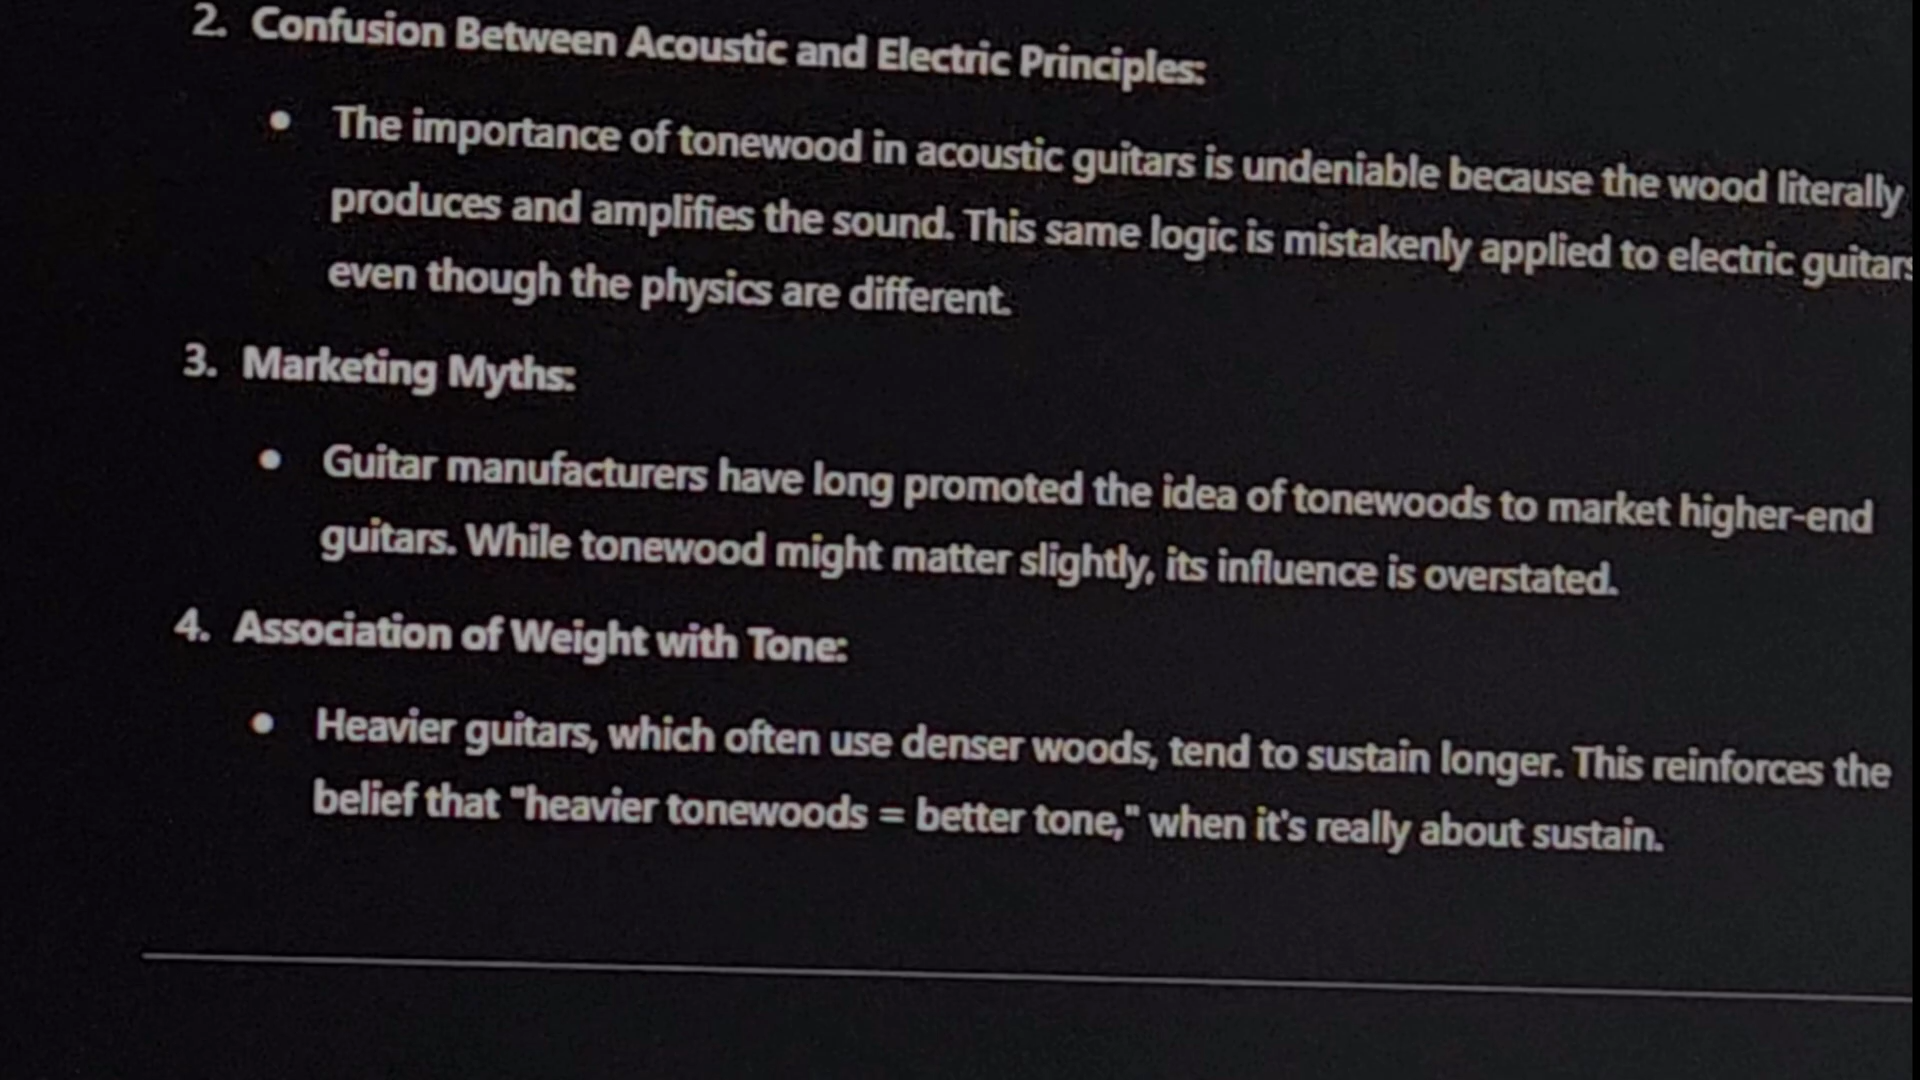 2. Confusion Between Acoustic and Electric Principles:
• The importance of tonewood in acoustic guitars is undeniable because the wood literally
produces and amplifies the sound. This same logic is mistakenly applied to electric guitars
even though the physics are different.
3. Marketing Myths:
• Guitar manufacturers have long promoted the idea of tonewoods to market higher-end
guitars. While tonewood might matter slightly, its influence is overstated.
4. Association of Weight with Tone:
• Heavier guitars, which often use denser woods, tend to sustain longer. This reinforces the
belief that "heavier tonewoods = better tone," when it's really about sustain.